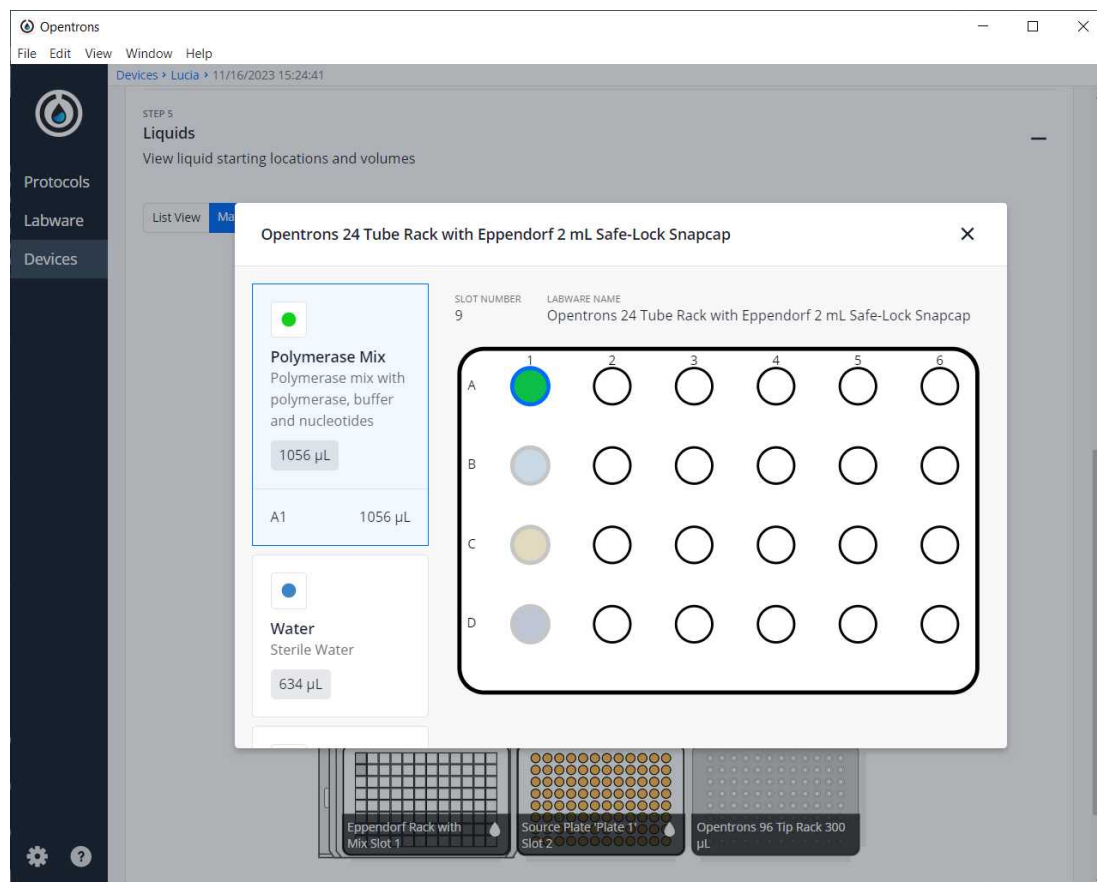 Opentrons
File Edit View Window Help
Devices › Lucia › 11/16/2023 15:24:41
Protocols
Labware
Devices
STEP 5
Liquids
View liquid starting locations and volumes
List View Ma
Opentrons 24 Tube Rack with Eppendorf 2 mL Safe-Lock Snapcap
Polymerase Mix
Polymerase mix with
polymerase, buffer
and nucleotides
1056 µL
A1 1056 µL
Water
Sterile Water
634 µL
SLOT NUMBER LABWARE NAME
9 Opentrons 24 Tube Rack with Eppendorf 2 mL Safe-Lock Snapcap
1 2 3 4 5 6
A
B
C
D
Eppendorf Rack with
Mix Slot 1
Source Plate 'Plate 1'
Slot 2
Opentrons 96 Tip Rack 300
µL